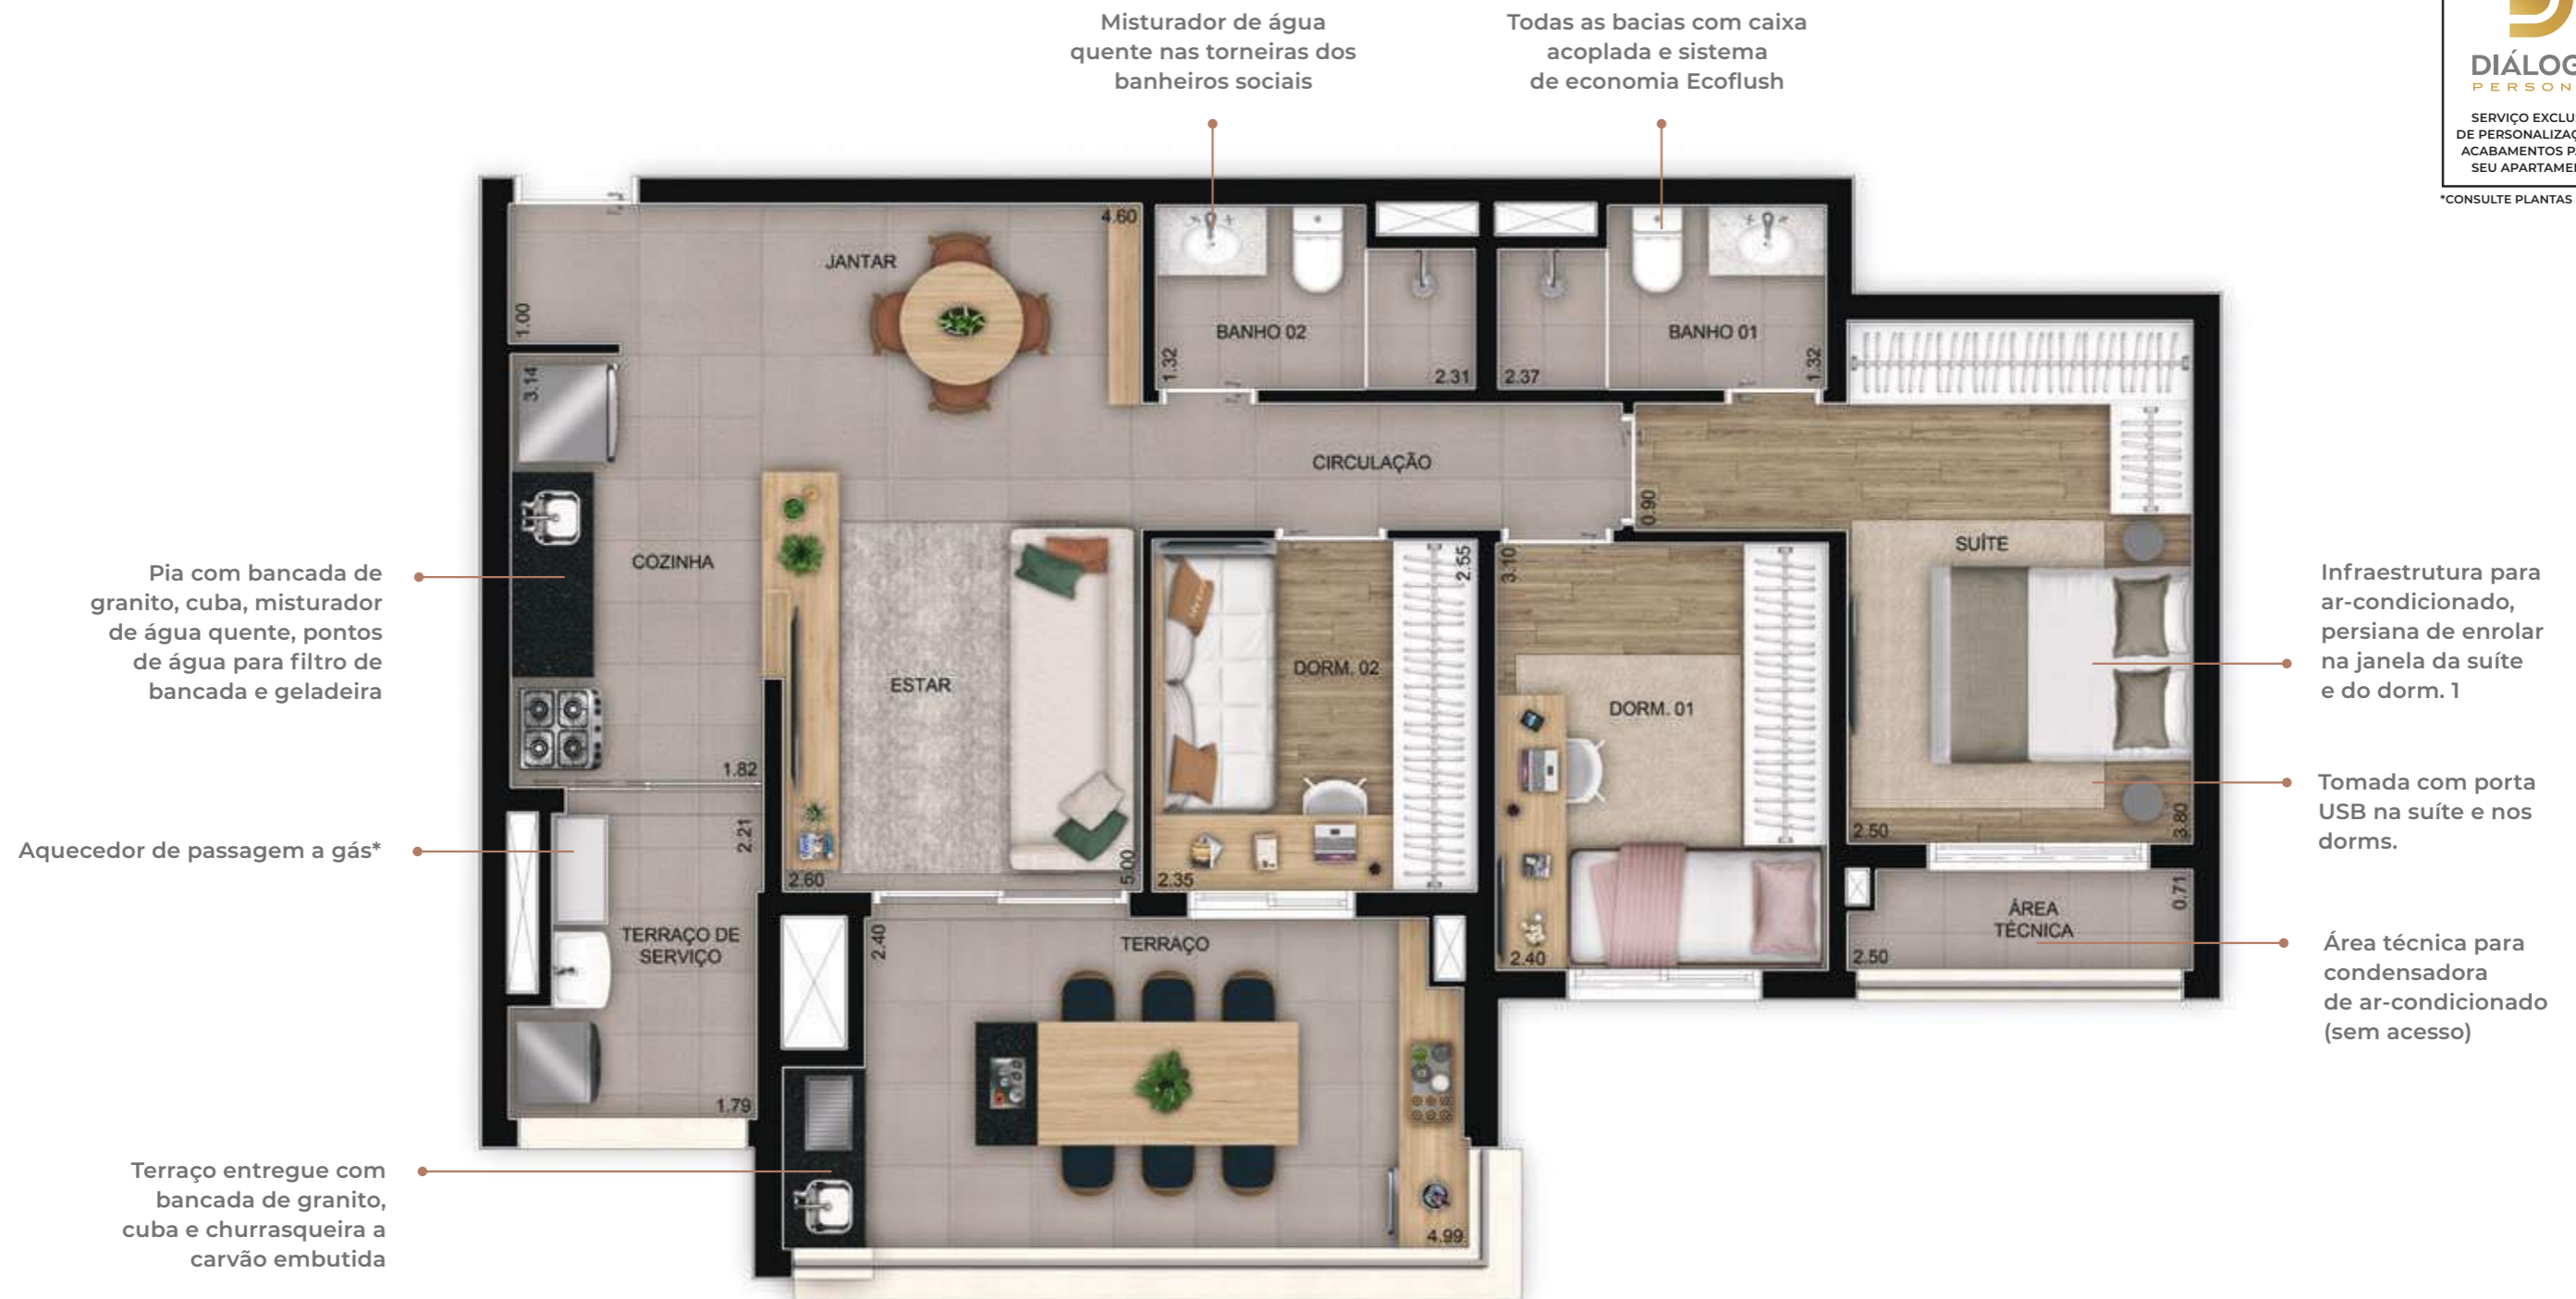 Misturador de água
quente nas torneiras dos
banheiros sociais
Todas as bacias com caixa
acoplada e sistema
de economia Ecoflush
DIÁLOG
PERSON
SERVIÇO EXCLU
DE PERSONALIZAÇ
ACABAMENTOS P
SEU APARTAME
*CONSULTE PLANTAS
JANTAR
4.60
1.00
BANHO 02
1.32
2.31
BANHO 01
2.37
1.32
3.14
CIRCULAÇÃO
0.90
COZINHA
1.82
ESTAR
2.60
5.00
DORM. 02
2.55
2.35
DORM. 01
3.10
2.40
SUÍTE
2.50
3.80
ÁREA
TÉCNICA
0.71
2.50
TERRAÇO DE
SERVIÇO
2.21
1.79
TERRAÇO
2.40
4.99
Pia com bancada de
granito, cuba, misturador
de água quente, pontos
de água para filtro de
bancada e geladeira
Aquecedor de passagem a gás*
Terraço entregue com
bancada de granito,
cuba e churrasqueira a
carvão embutida
Infraestrutura para
ar-condicionado,
persiana de enrolar
na janela da suíte
e do dorm. 1
Tomada com porta
USB na suíte e nos
dorms.
Área técnica para
condensadora
de ar-condicionado
(sem acesso)